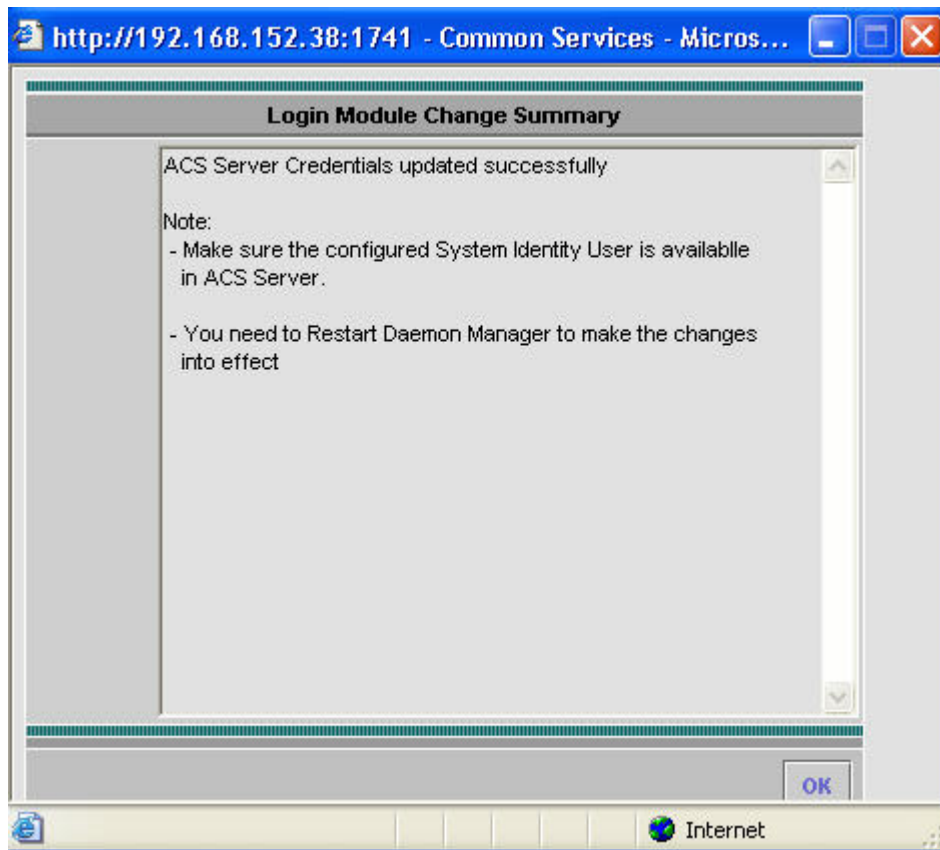 http://192.168.152.38:1741 - Common Services - Micros...
Login Module Change Summary
ACS Server Credentials updated successfully
Note:
- Make sure the configured System Identity User is availablle
in ACS Server.
- You need to Restart Daemon Manager to make the changes
into effect
OK
Internet